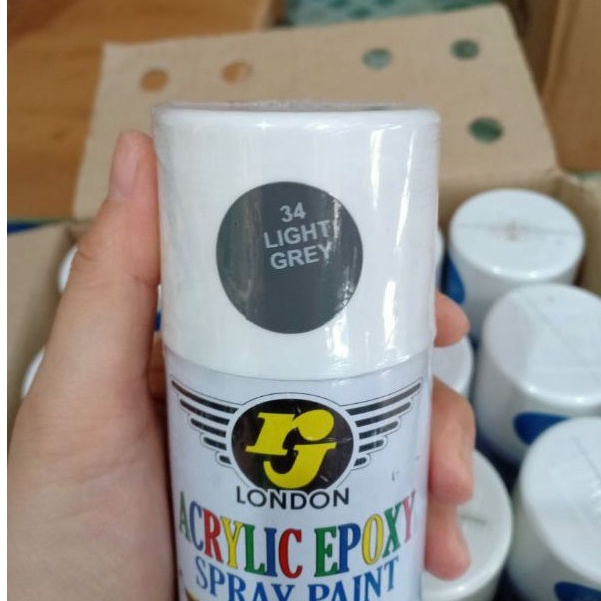 34
LIGHT
GREY
rj
LONDON
ACRYLIC EPOXY
SPRAY PAINT